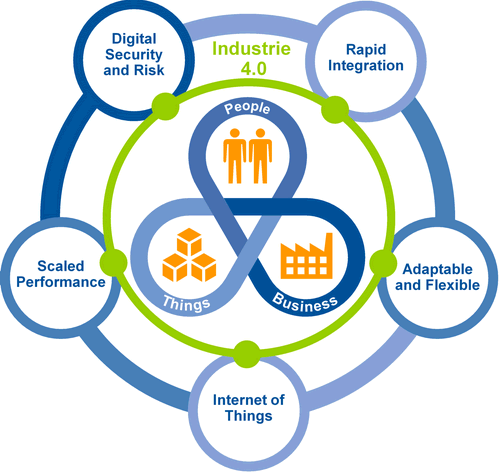 Digital
Security
and Risk
Industrie
4.0
Rapid
Integration
People
Things
Business
Scaled
Performance
Adaptable
and Flexible
Internet of
Things